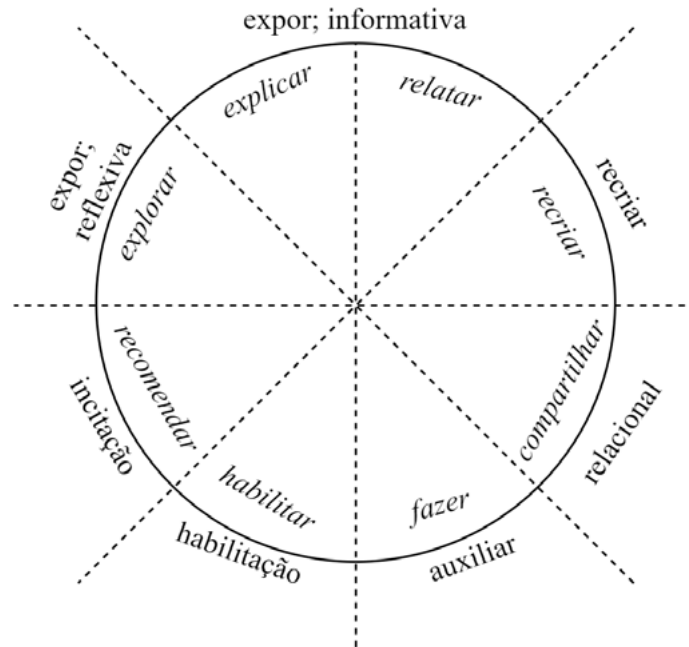 expor; informativa
explicar
relatar
expor;
reflexiva
explorar
recriar
recriar
recomendar
incitação
compartilhar
relacional
habilitar
habilitação
fazer
auxiliar